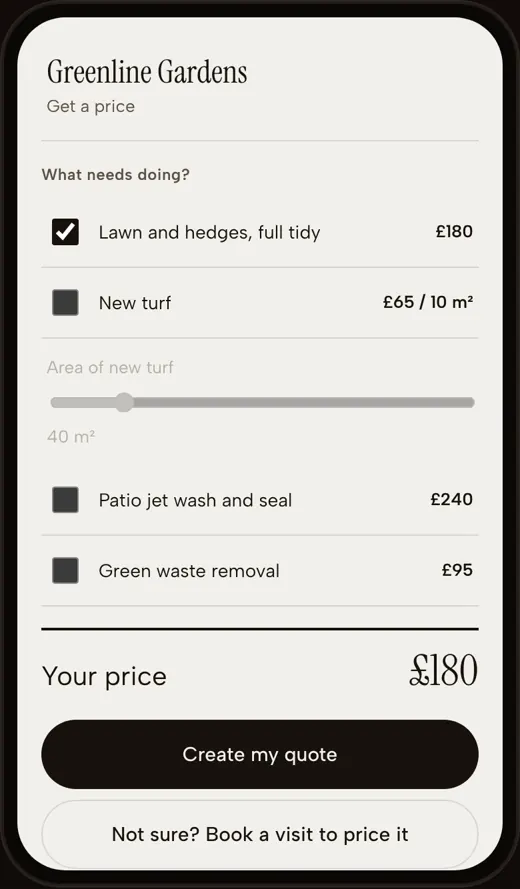 Greenline Gardens
Get a price
What needs doing?
Lawn and hedges, full tidy £180
New turf £65 / 10 m²
Area of new turf
40 m²
Patio jet wash and seal £240
Green waste removal £95
Your price £180
Create my quote
Not sure? Book a visit to price it